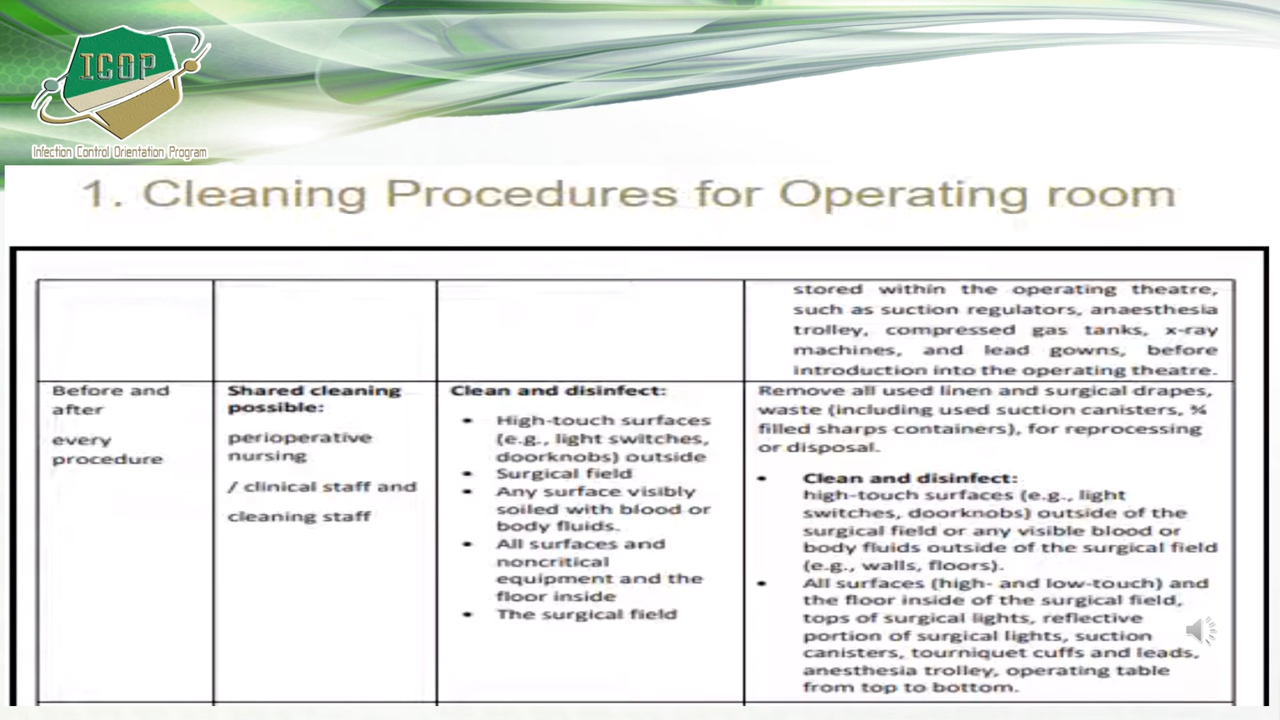 ICOP
Infection Control Orientation Program
1. Cleaning Procedures for Operating room
stored within the operating theatre,
such as suction regulators, anaesthesia
trolley, compressed gas tanks, x-ray
machines, and lead gowns, before
introduction into the operating theatre.
Before and
after
every
procedure
Shared cleaning
possible:
perioperative
nursing
/ clinical staff and
cleaning staff
Clean and disinfect:
• High-touch surfaces
(e.g., light switches,
doorknobs) outside
• Surgical field
• Any surface visibly
soiled with blood or
body fluids.
• All surfaces and
noncritical
equipment and the
floor inside
• The surgical field
Remove all used linen and surgical drapes,
waste (including used suction canisters, ¾
filled sharps containers), for reprocessing
or disposal.
• Clean and disinfect:
high-touch surfaces (e.g., light
switches, doorknobs) outside of the
surgical field or any visible blood or
body fluids outside of the surgical field
(e.g., walls, floors).
• All surfaces (high- and low-touch) and
the floor inside of the surgical field,
tops of surgical lights, reflective
portion of surgical lights, suction
canisters, tourniquet cuffs and leads,
anesthesia trolley, operating table
from top to bottom.